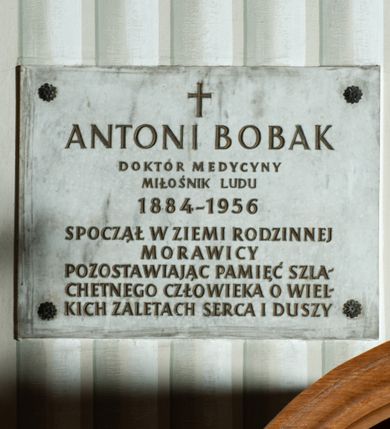 ANTONI BOBAK
DOKTÓR MEDYCYNY
MIŁOŚNIK LUDU
1884-1956
SPOCZĄŁ W ZIEMI RODZINNEJ
MORAWICY
POZOSTAWIAJĄC PAMIĘĆ SZLA-
CHETNEGO CZŁOWIEKA O WIEL-
KICH ZALETACH SERCA I DUSZY